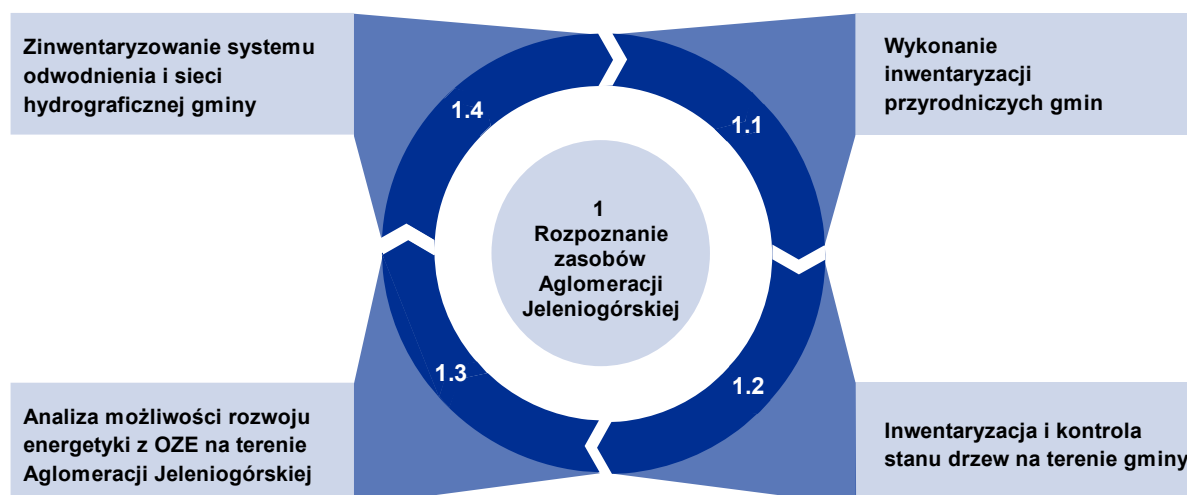 Zinwentaryzowanie systemu
odwodnienia i sieci
hydrograficznej gminy
Wykonanie
inwentaryzacji
przyrodniczych gmin
1.4
1.1
1
Rozpoznanie
zasobów
Aglomeracji
Jeleniogórskiej
1.3
1.2
Analiza możliwości rozwoju
energetyki z OZE na terenie
Aglomeracji Jeleniogórskiej
Inwentaryzacja i kontrola
stanu drzew na terenie gminy